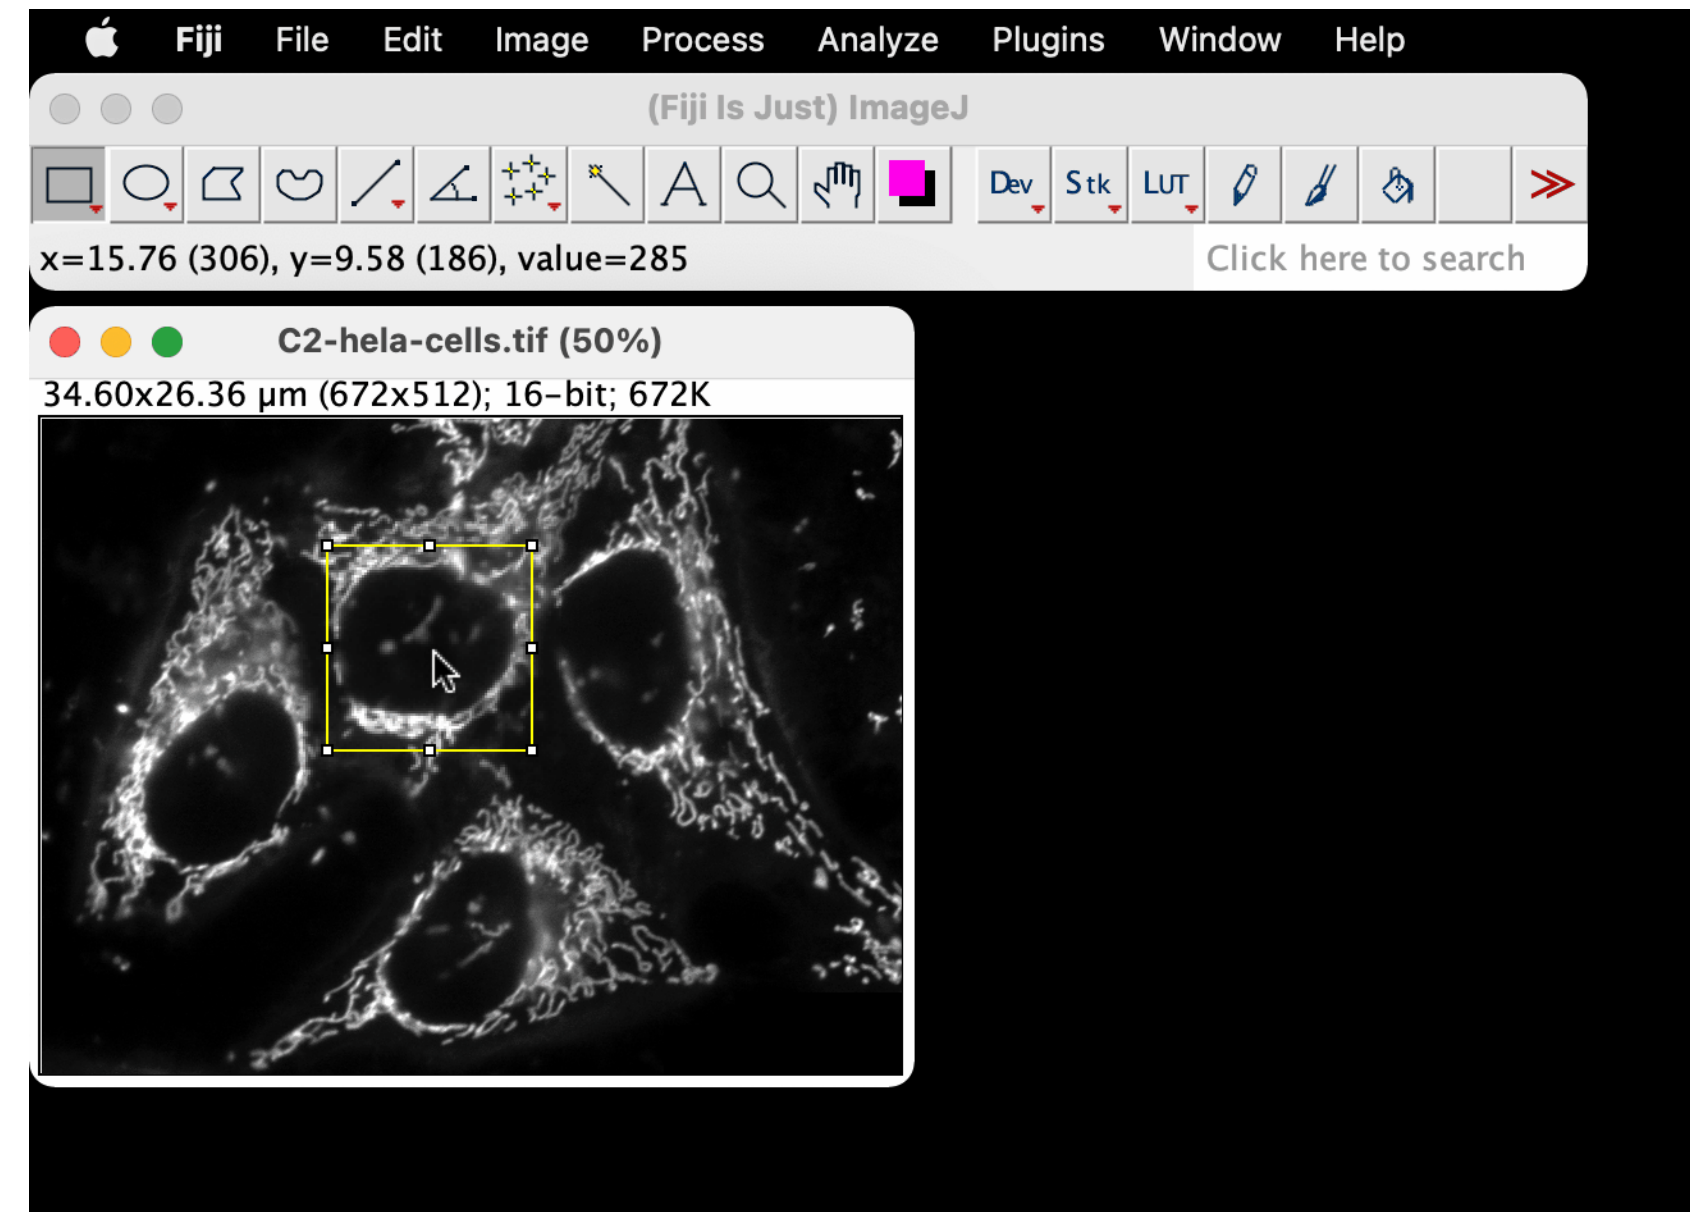 Fiji File Edit Image Process Analyze Plugins Window Help
(Fiji Is Just) ImageJ
A Dev Stk LUT
x=15.76 (306), y=9.58 (186), value=285 Click here to search
C2-hela-cells.tif (50%)
34.60x26.36 µm (672x512); 16-bit; 672K